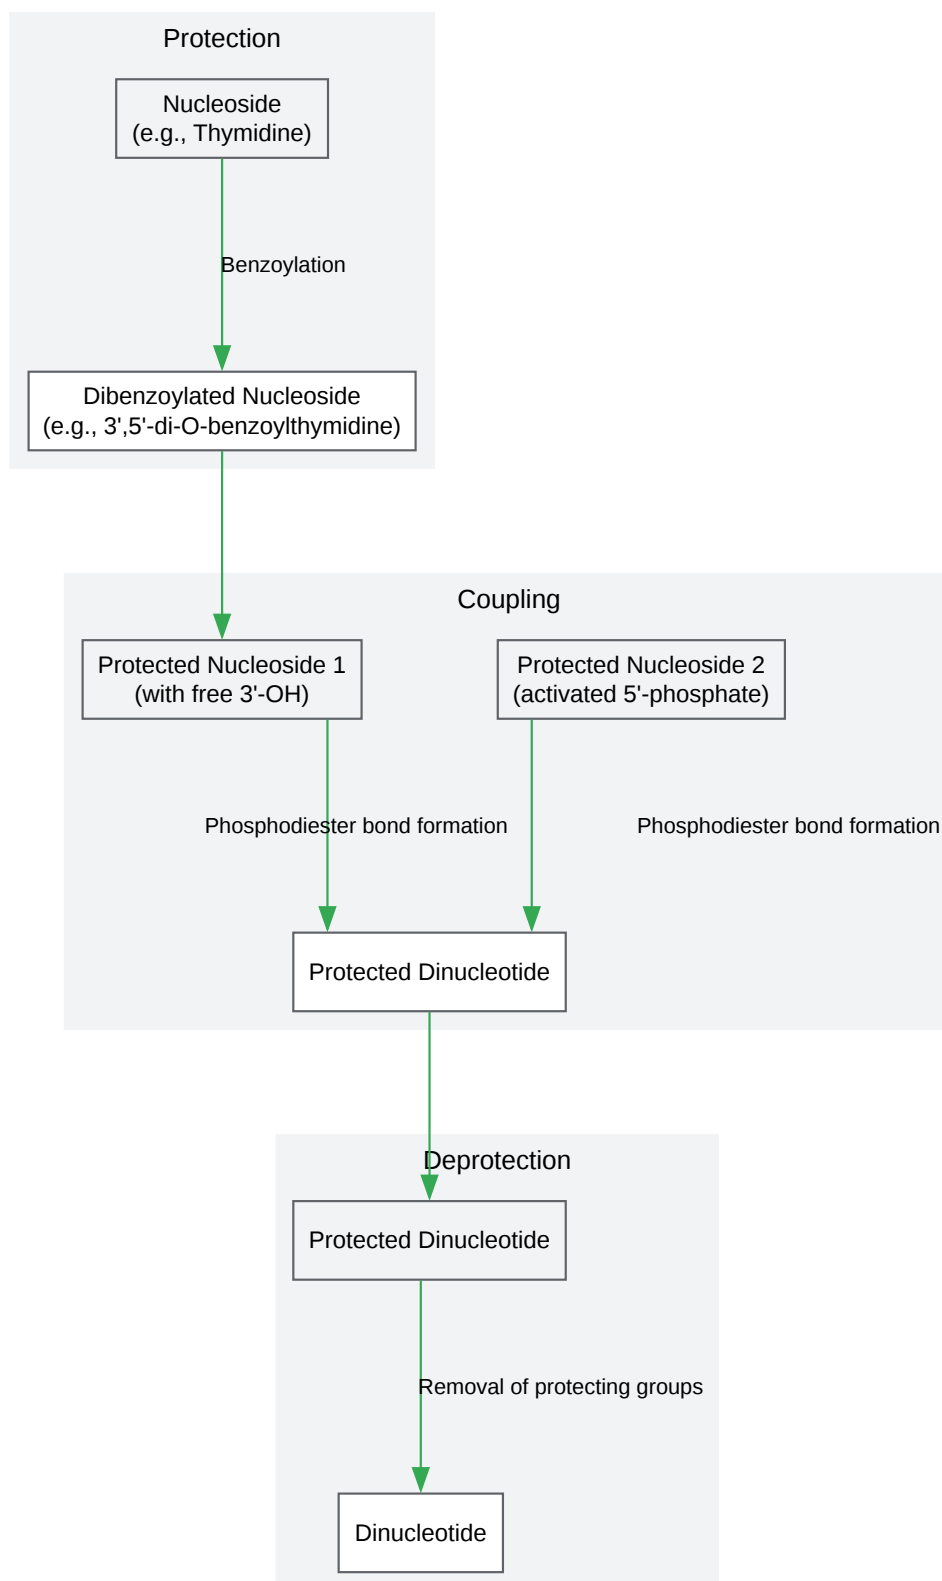 Protection
Nucleoside
(e.g., Thymidine)
Benzoylation
Dibenzoylated Nucleoside
(e.g., 3',5'-di-O-benzoylthymidine)
Coupling
Protected Nucleoside 1
(with free 3'-OH)
Protected Nucleoside 2
(activated 5'-phosphate)
Phosphodiester bond formation
Phosphodiester bond formation
Protected Dinucleotide
Deprotection
Protected Dinucleotide
Removal of protecting groups
Dinucleotide